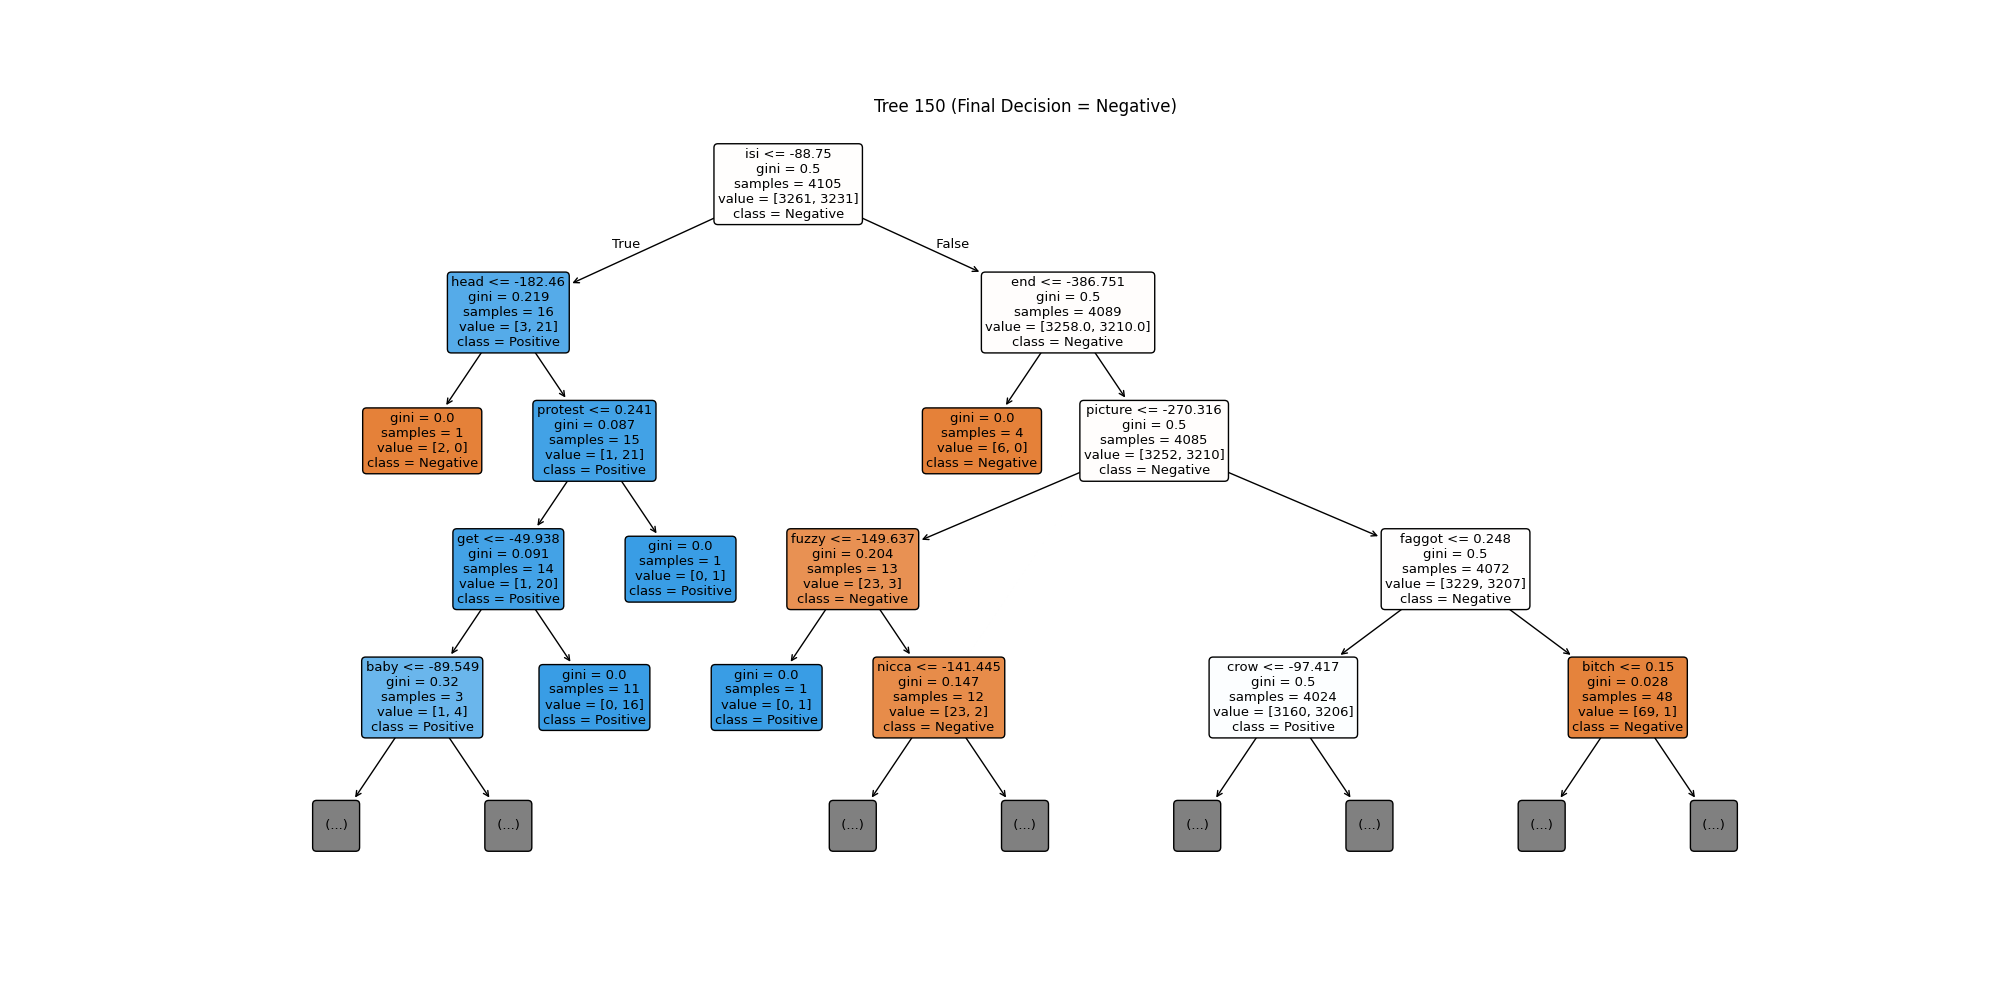 Tree 150 (Final Decision = Negative)
isi <= -88.75
gini = 0.5
samples = 4105
value = [3261, 3231]
class = Negative
True
False
head <= -182.46
gini = 0.219
samples = 16
value = [3, 21]
class = Positive
end <= -386.751
gini = 0.5
samples = 4089
value = [3258.0, 3210.0]
class = Negative
gini = 0.0
samples = 1
value = [2, 0]
class = Negative
protest <= 0.241
gini = 0.087
samples = 15
value = [1, 21]
class = Positive
gini = 0.0
samples = 4
value = [6, 0]
class = Negative
picture <= -270.316
gini = 0.5
samples = 4085
value = [3252, 3210]
class = Negative
get <= -49.938
gini = 0.091
samples = 14
value = [1, 20]
class = Positive
gini = 0.0
samples = 1
value = [0, 1]
class = Positive
fuzzy <= -149.637
gini = 0.204
samples = 13
value = [23, 3]
class = Negative
faggot <= 0.248
gini = 0.5
samples = 4072
value = [3229, 3207]
class = Negative
baby <= -89.549
gini = 0.32
samples = 3
value = [1, 4]
class = Positive
gini = 0.0
samples = 11
value = [0, 16]
class = Positive
gini = 0.0
samples = 1
value = [0, 1]
class = Positive
nicca <= -141.445
gini = 0.147
samples = 12
value = [23, 2]
class = Negative
crow <= -97.417
gini = 0.5
samples = 4024
value = [3160, 3206]
class = Positive
bitch <= 0.15
gini = 0.028
samples = 48
value = [69, 1]
class = Negative
(...)
(...)
(...)
(...)
(...)
(...)
(...)
(...)